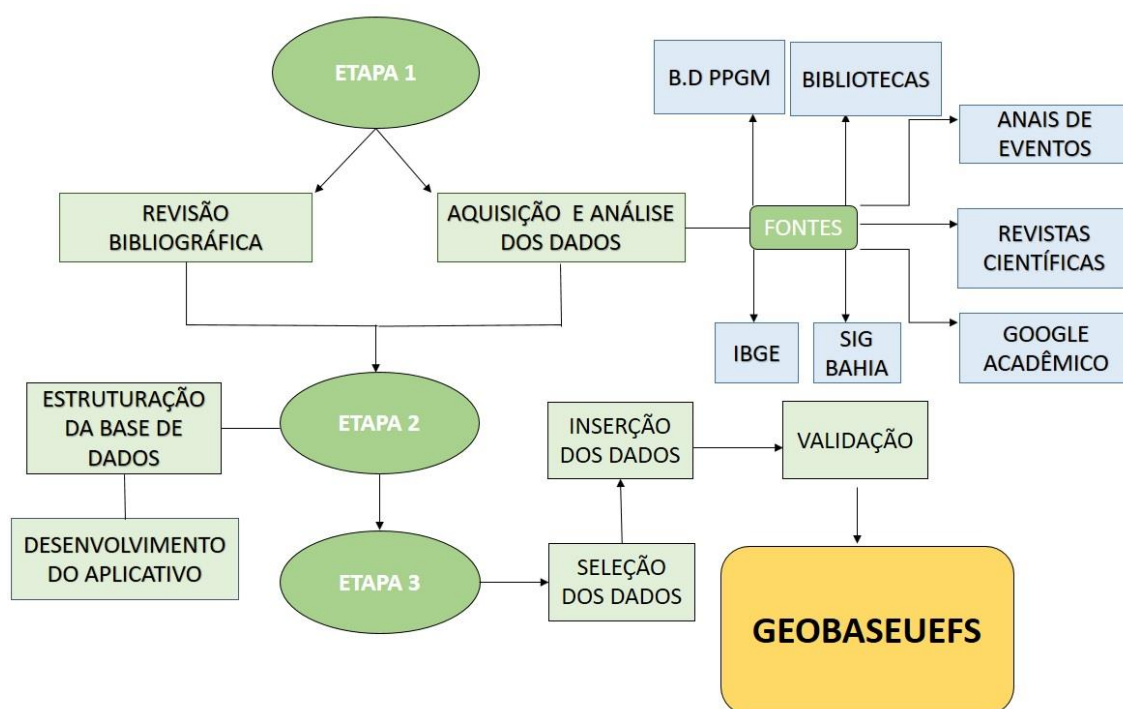 ETAPA 1
B.D PPGM
BIBLIOTECAS
ANAIS DE
EVENTOS
REVISÃO
BIBLIOGRÁFICA
AQUISIÇÃO E ANÁLISE
DOS DADOS
FONTES
REVISTAS
CIENTÍFICAS
IBGE
SIG
BAHIA
GOOGLE
ACADÊMICO
ESTRUTURAÇÃO
DA BASE DE
DADOS
ETAPA 2
INSERÇÃO
DOS DADOS
VALIDAÇÃO
DESENVOLVIMENTO
DO APLICATIVO
ETAPA 3
SELEÇÃO
DOS DADOS
GEOBASEUEFS